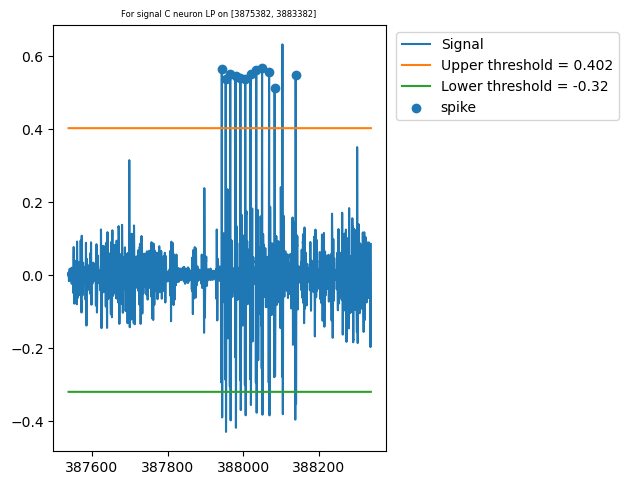 For signal C neuron LP on [3875382, 3883382]
Signal
Upper threshold = 0.402
Lower threshold = -0.32
spike
0.6
0.4
0.2
0.0
−0.2
−0.4
387600 387800 388000 388200